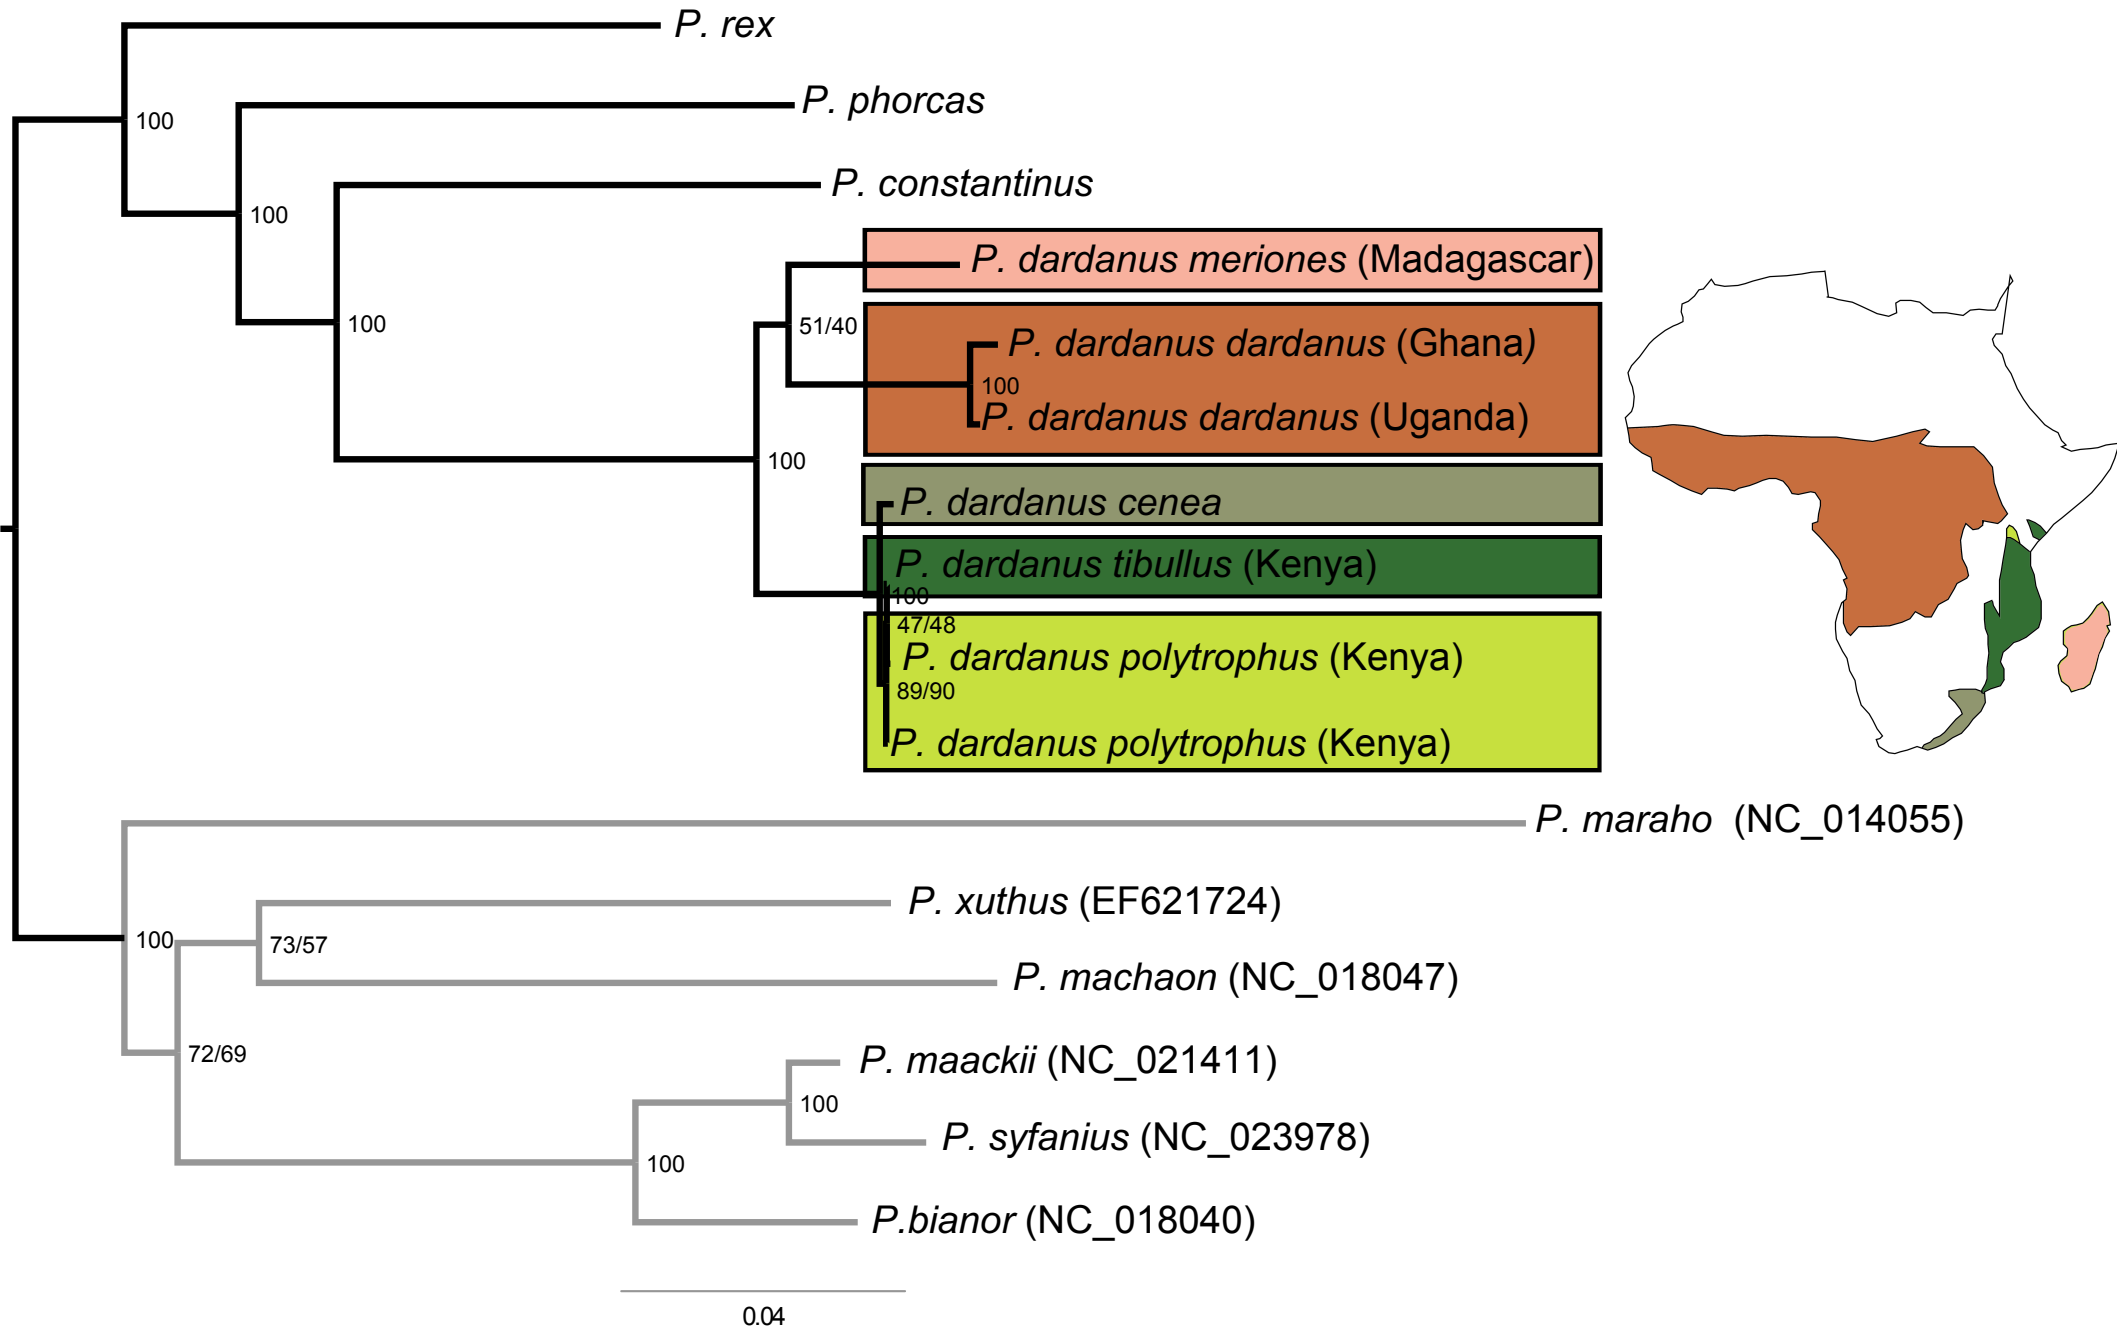 P. rex
P. phorcas
100
P. constantinus
100
P. dardanus meriones (Madagascar)
100
51/40
P. dardanus dardanus (Ghana)
100
P. dardanus dardanus (Uganda)
100
P. dardanus cenea
P. dardanus tibullus (Kenya)
100
47/48
P. dardanus polytrophus (Kenya)
89/90
P. dardanus polytrophus (Kenya)
P. maraho (NC_014055)
P. xuthus (EF621724)
100
73/57
P. machaon (NC_018047)
72/69
P. maackii (NC_021411)
100
P. syfanius (NC_023978)
100
P.bianor (NC_018040)
0.04